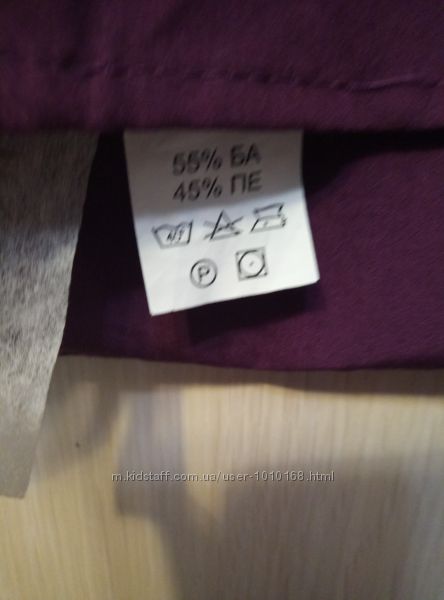 55% БА
45% ПЕ
P
m.kidstaff.com.ua/user-1010168.html